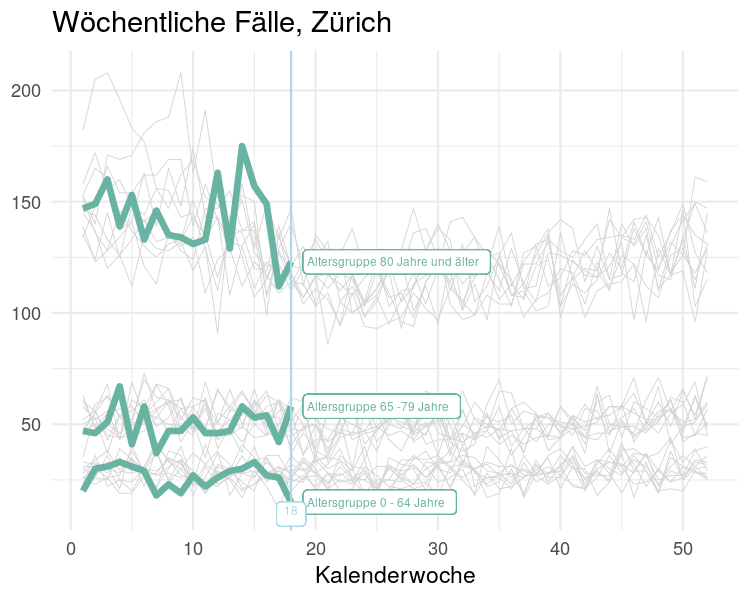 Wöchentliche Fälle, Zürich
200
150
100
50
Altersgruppe 80 Jahre und älter
Altersgruppe 65 -79 Jahre
Altersgruppe 0 - 64 Jahre
18
0 10 20 30 40 50
Kalenderwoche